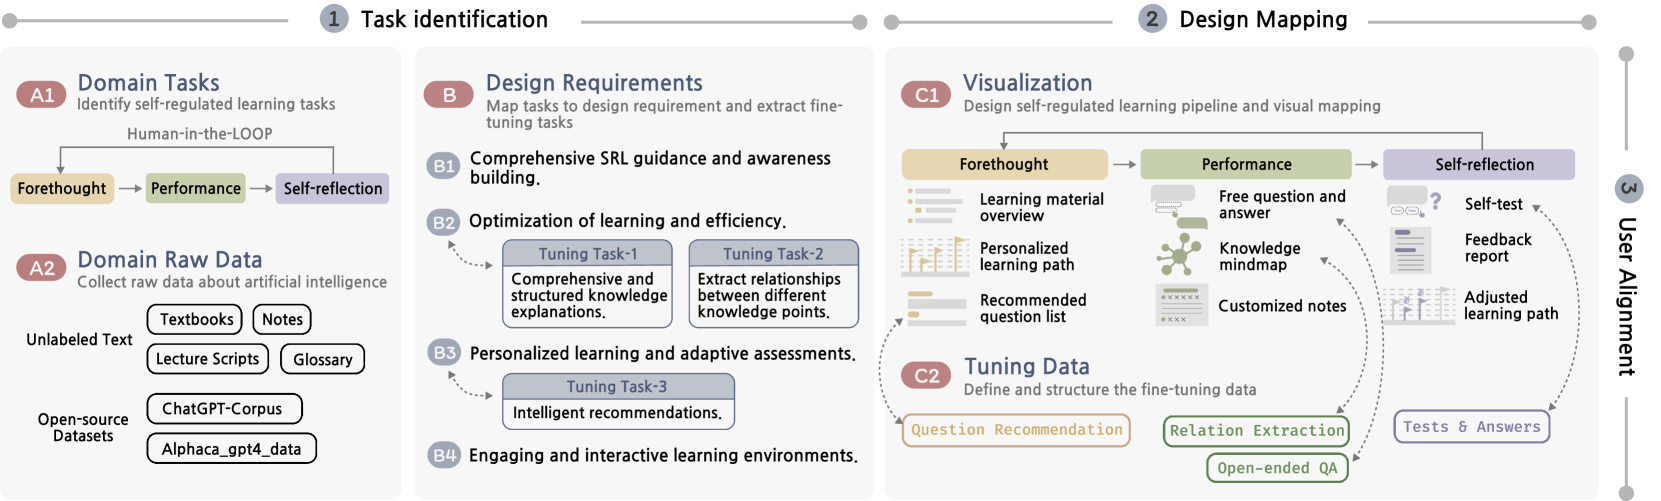 1 Task identification
2 Design Mapping
A1 Domain Tasks
Identify self-regulated learning tasks
Human-in-the-LOOP
Forethought
Performance
Self-reflection
A2 Domain Raw Data
Collect raw data about artificial intelligence
Unlabeled Text
Textbooks
Notes
Lecture Scripts
Glossary
Open-source
Datasets
ChatGPT-Corpus
Alphaca_gpt4_data
B Design Requirements
Map tasks to design requirement and extract fine-
tuning tasks
B1 Comprehensive SRL guidance and awareness
building.
B2 Optimization of learning and efficiency.
Tuning Task-1
Comprehensive and
structured knowledge
explanations.
Tuning Task-2
Extract relationships
between different
knowledge points.
B3 Personalized learning and adaptive assessments.
Tuning Task-3
Intelligent recommendations.
B4 Engaging and interactive learning environments.
C1 Visualization
Design self-regulated learning pipeline and visual mapping
Forethought
Performance
Self-reflection
Learning material
overview
Personalized
learning path
Recommended
question list
Free question and
answer
Knowledge
mindmap
Customized notes
?
Self-test
Feedback
report
Adjusted
learning path
C2 Tuning Data
Define and structure the fine-tuning data
Question Recommendation
Relation Extraction
Open-ended QA
Tests & Answers
3 User Alignment